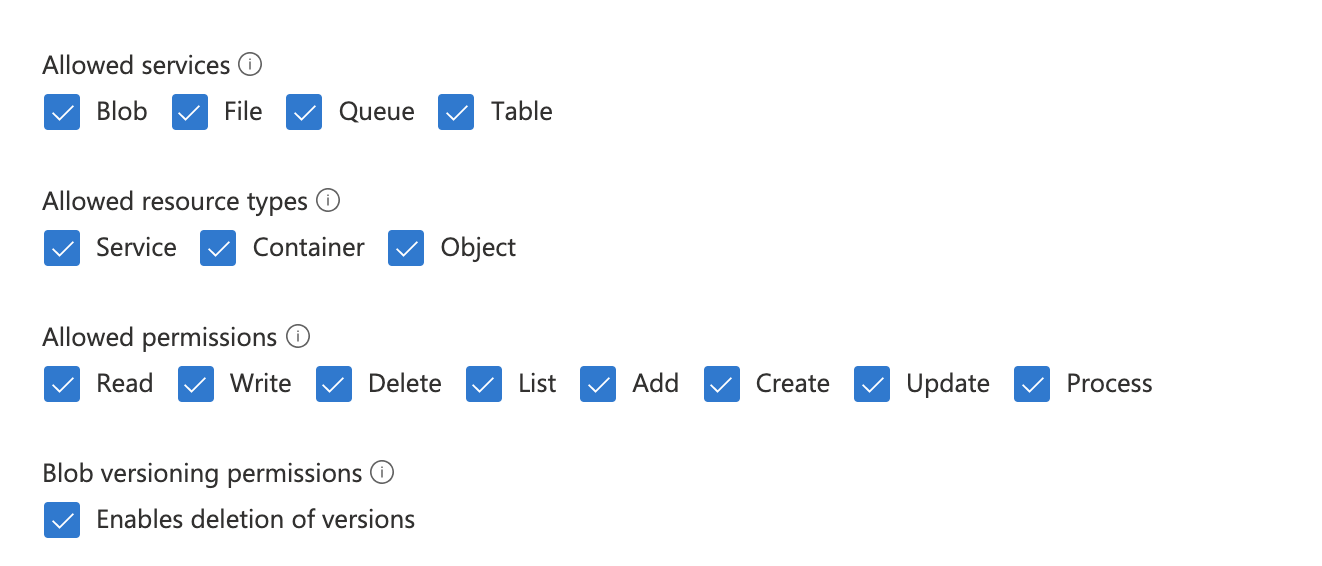 Allowed services
Blob File Queue Table
Allowed resource types
Service Container Object
Allowed permissions
Read Write Delete List Add Create Update Process
Blob versioning permissions
Enables deletion of versions